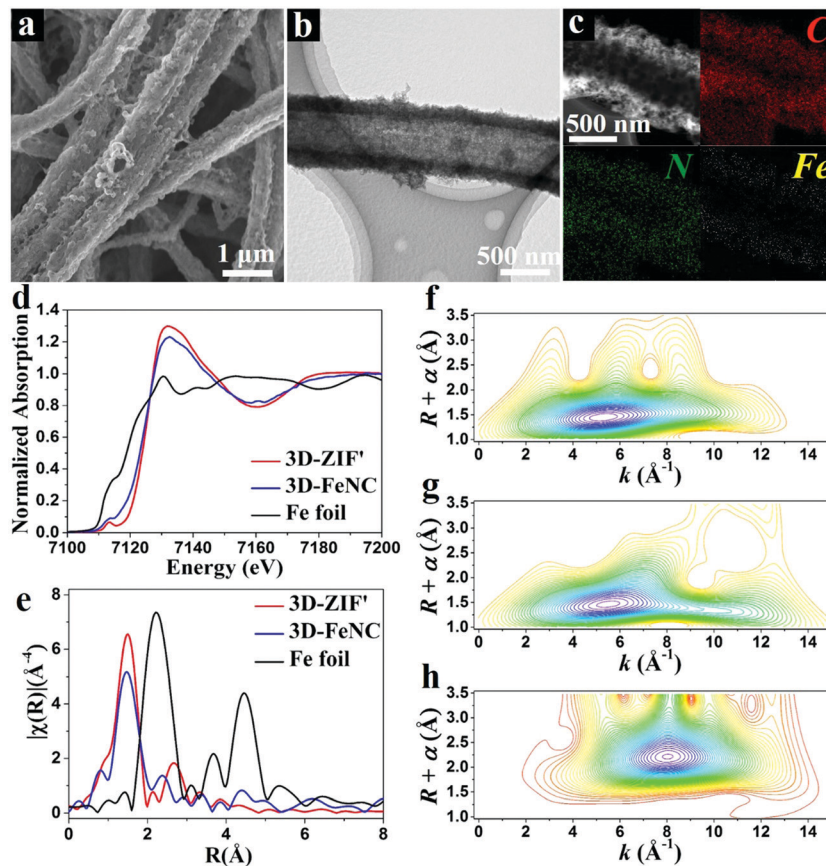 a
1 μm
b
500 nm
c
500 nm
C
N
Fe
d
Normalized Absorption
1.4
1.2
1.0
0.8
0.6
0.4
0.2
0.0
3D-ZIF'
3D-FeNC
Fe foil
7100 7120 7140 7160 7180 7200
Energy (eV)
e
|χ(R)|(Å⁻⁴)
8
6
4
2
0
3D-ZIF'
3D-FeNC
Fe foil
0 2 4 6 8
R(Å)
f
R + α (Å)
3.5
3.0
2.5
2.0
1.5
1.0
0 2 4 6 8 10 12 14
k (Å⁻¹)
g
R + α (Å)
3.5
3.0
2.5
2.0
1.5
1.0
0 2 4 6 8 10 12 14
k (Å⁻¹)
h
R + α (Å)
3.5
3.0
2.5
2.0
1.5
1.0
0 2 4 6 8 10 12 14
k (Å⁻¹)